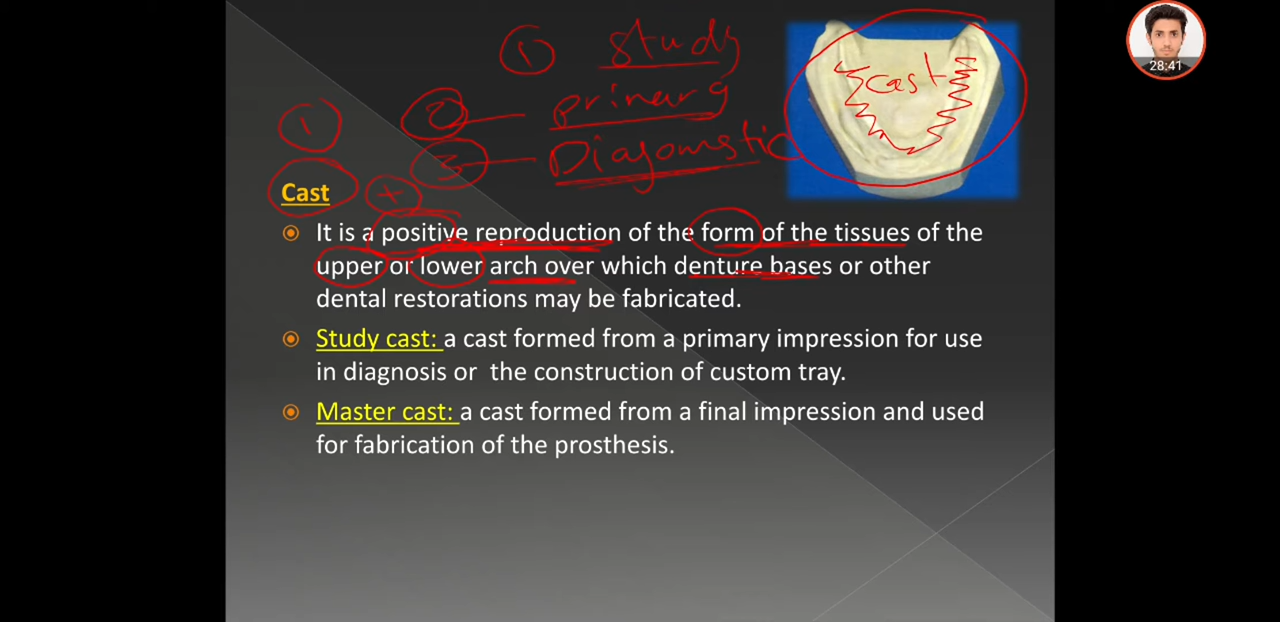 ① study
② primary
③ Diagomstic
cast
①
28:41
Cast
+
It is a positive reproduction of the form of the tissues of the
upper or lower arch over which denture bases or other
dental restorations may be fabricated.
Study cast: a cast formed from a primary impression for use
in diagnosis or the construction of custom tray.
Master cast: a cast formed from a final impression and used
for fabrication of the prosthesis.